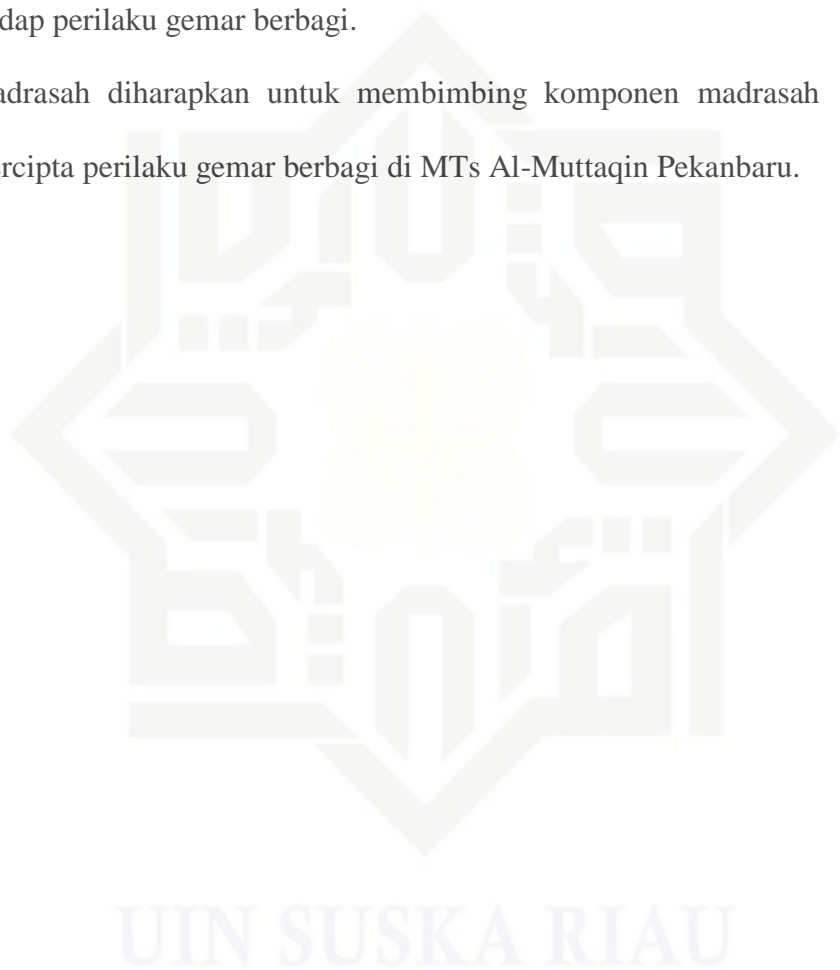 dap perilaku gemar berbagi.
adrasah diharapkan untuk membimbing komponen madrasah
ercipta perilaku gemar berbagi di MTs Al-Muttaqin Pekanbaru.
UIN SUSKA RIAU